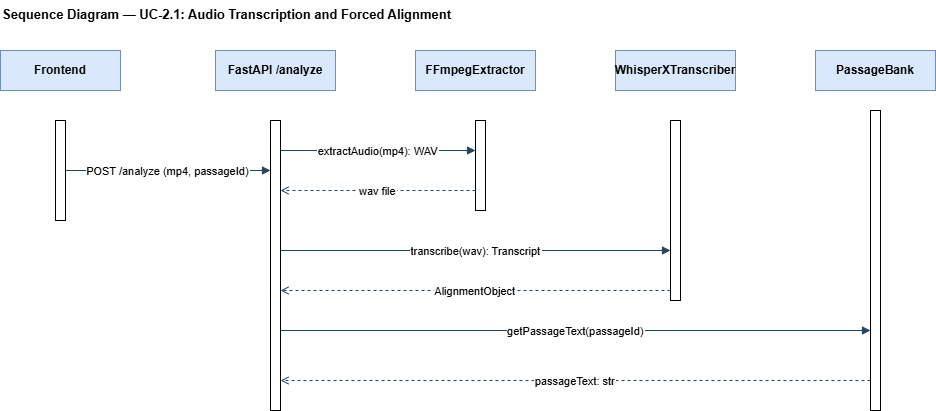 Sequence Diagram — UC-2.1: Audio Transcription and Forced Alignment
Frontend
FastAPI /analyze
FFmpegExtractor
WhisperXTranscriber
PassageBank
extractAudio(mp4): WAV
POST /analyze (mp4, passageId)
wav file
transcribe(wav): Transcript
AlignmentObject
getPassageText(passageId)
passageText: str